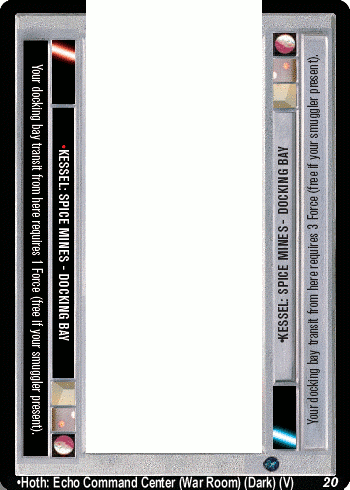 •KESSEL: SPICE MINES - DOCKING BAY
Your docking bay transit from here requires 1 Force (free if your smuggler present).
•KESSEL: SPICE MINES - DOCKING BAY
Your docking bay transit from here requires 3 Force (free if your smuggler present).
•Hoth: Echo Command Center (War Room) (Dark) (V) 20